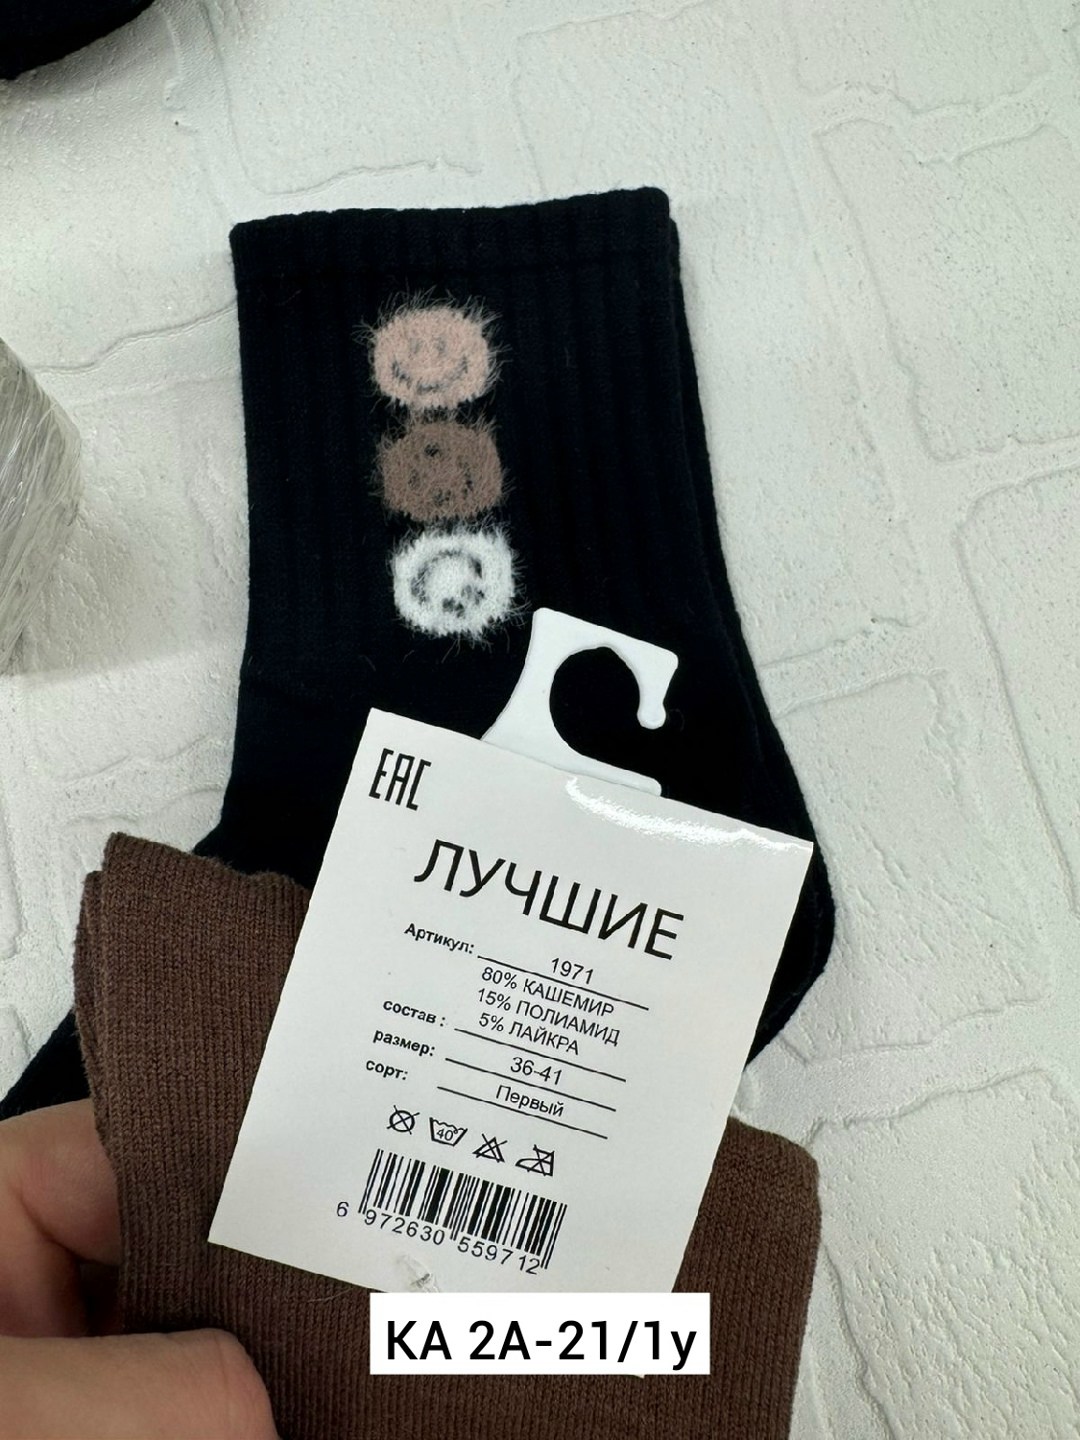 EAC
ЛУЧШИЕ
Артикул: 1971
80% КАШЕМИР
15% ПОЛИАМИД
состав : 5% ЛАЙКРА
размер: 36-41
сорт: Первый
40°
6 972630 559712
КА 2А-21/1у